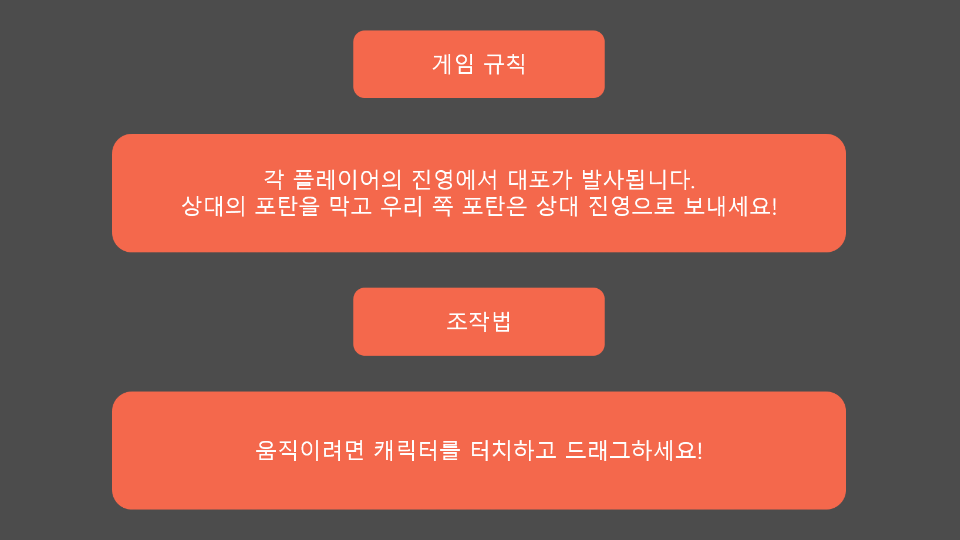 게임 규칙
각 플레이어의 진영에서 대포가 발사됩니다.
상대의 포탄을 막고 우리 쪽 포탄은 상대 진영으로 보내세요!
조작법
움직이려면 캐릭터를 터치하고 드래그하세요!